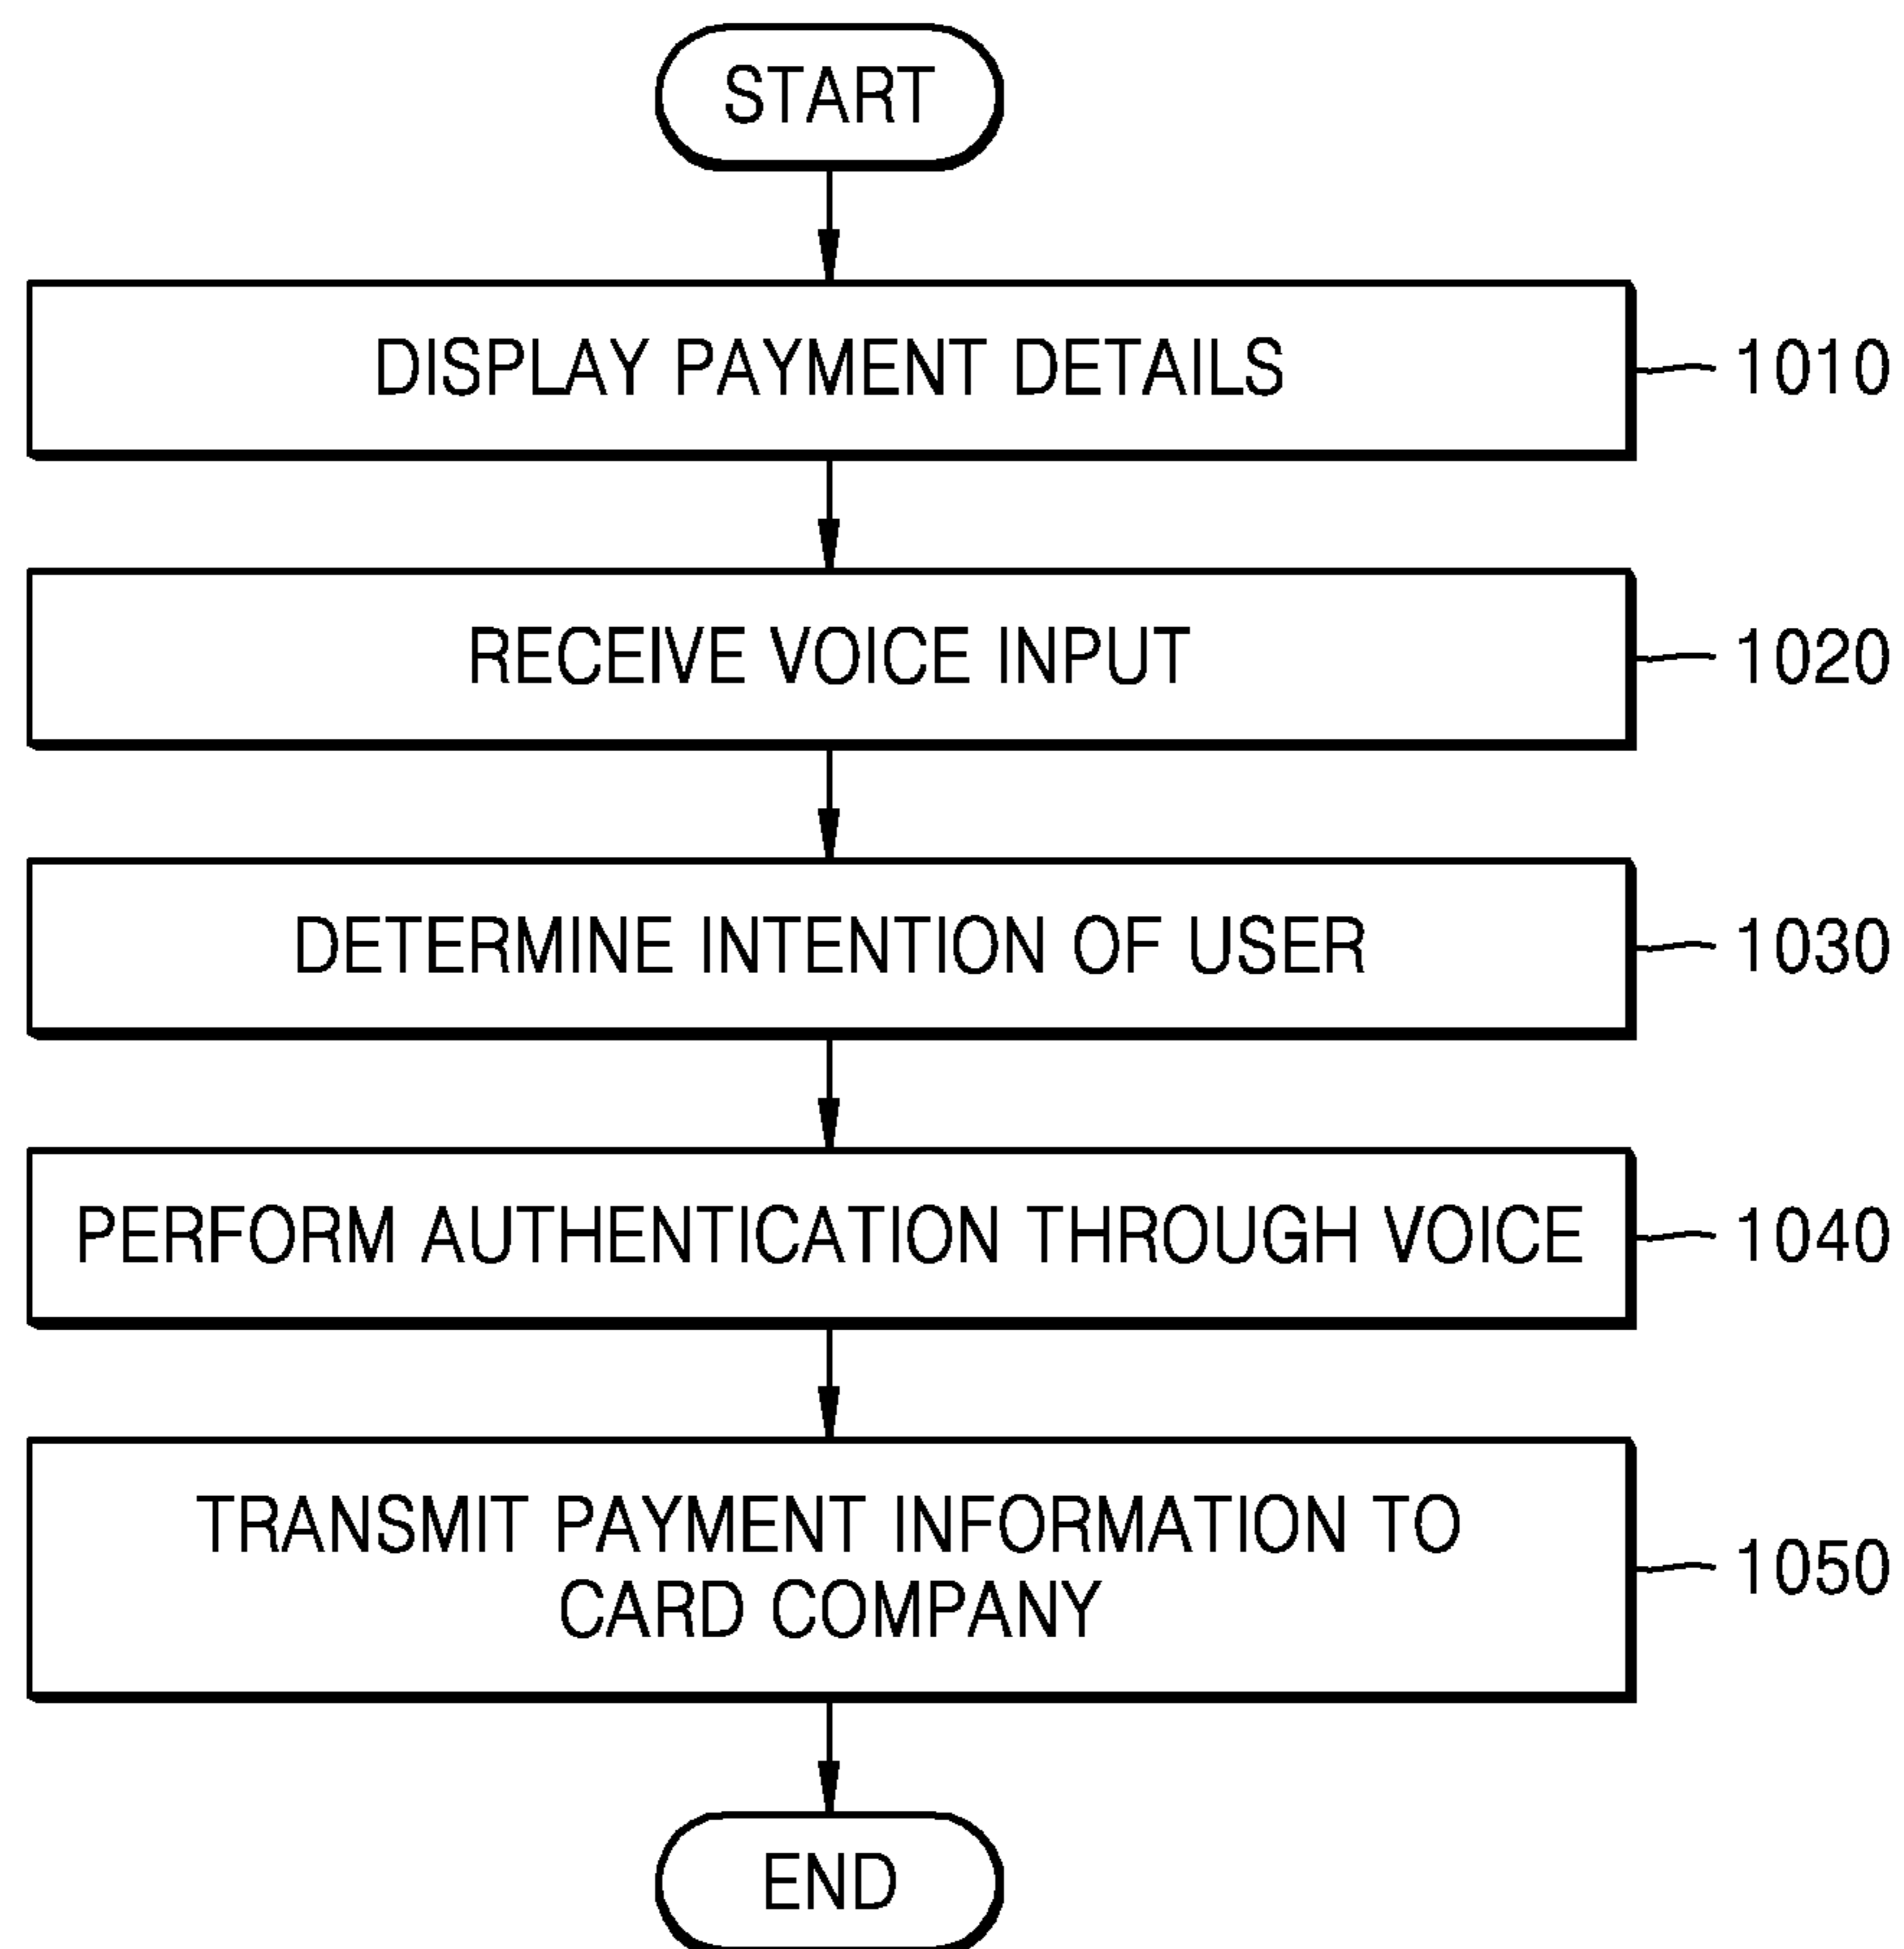 START
DISPLAY PAYMENT DETAILS
1010
RECEIVE VOICE INPUT
1020
DETERMINE INTENTION OF USER
1030
PERFORM AUTHENTICATION THROUGH VOICE
1040
TRANSMIT PAYMENT INFORMATION TO
CARD COMPANY
1050
END